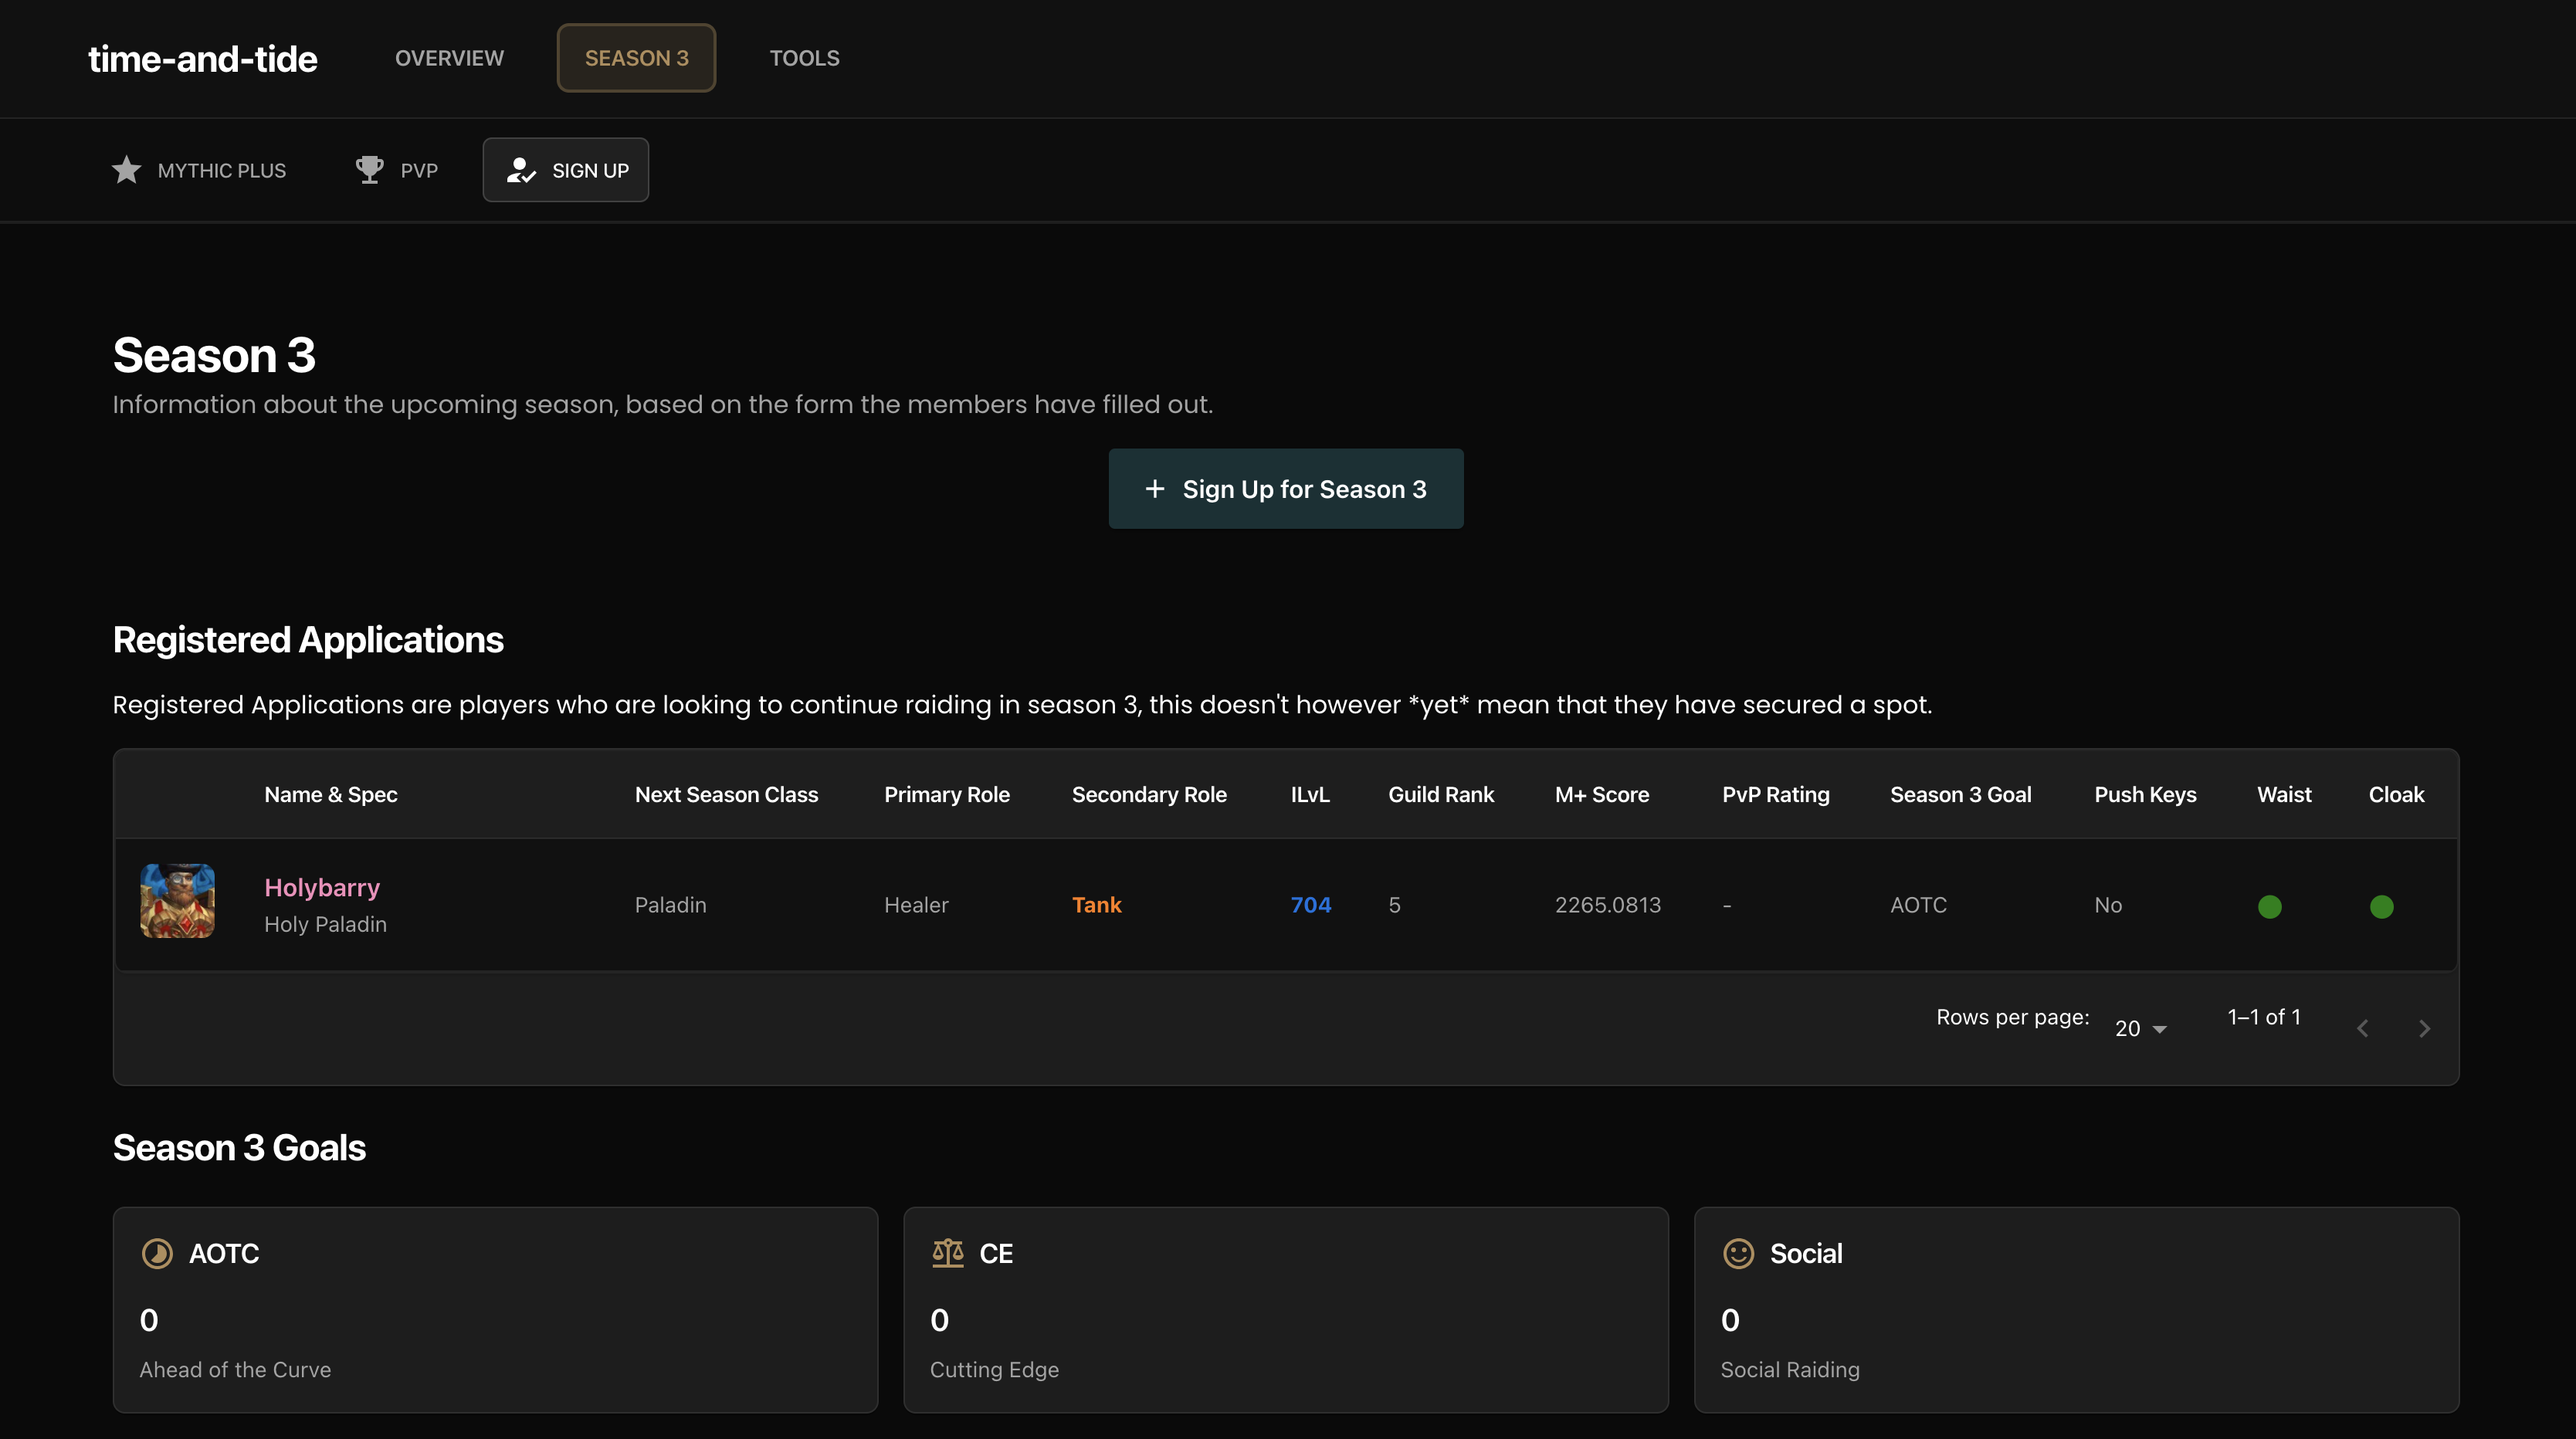 time-and-tide OVERVIEW SEASON 3 TOOLS
MYTHIC PLUS PVP SIGN UP
Season 3
Information about the upcoming season, based on the form the members have filled out.
+ Sign Up for Season 3
Registered Applications
Registered Applications are players who are looking to continue raiding in season 3, this doesn't however *yet* mean that they have secured a spot.
Name & Spec Next Season Class Primary Role Secondary Role ILvL Guild Rank M+ Score PvP Rating Season 3 Goal Push Keys Waist Cloak
Holybarry
Holy Paladin
Paladin Healer Tank 704 5 2265.0813 - AOTC No
Rows per page: 20 1–1 of 1
Season 3 Goals
AOTC
0
Ahead of the Curve
CE
0
Cutting Edge
Social
0
Social Raiding